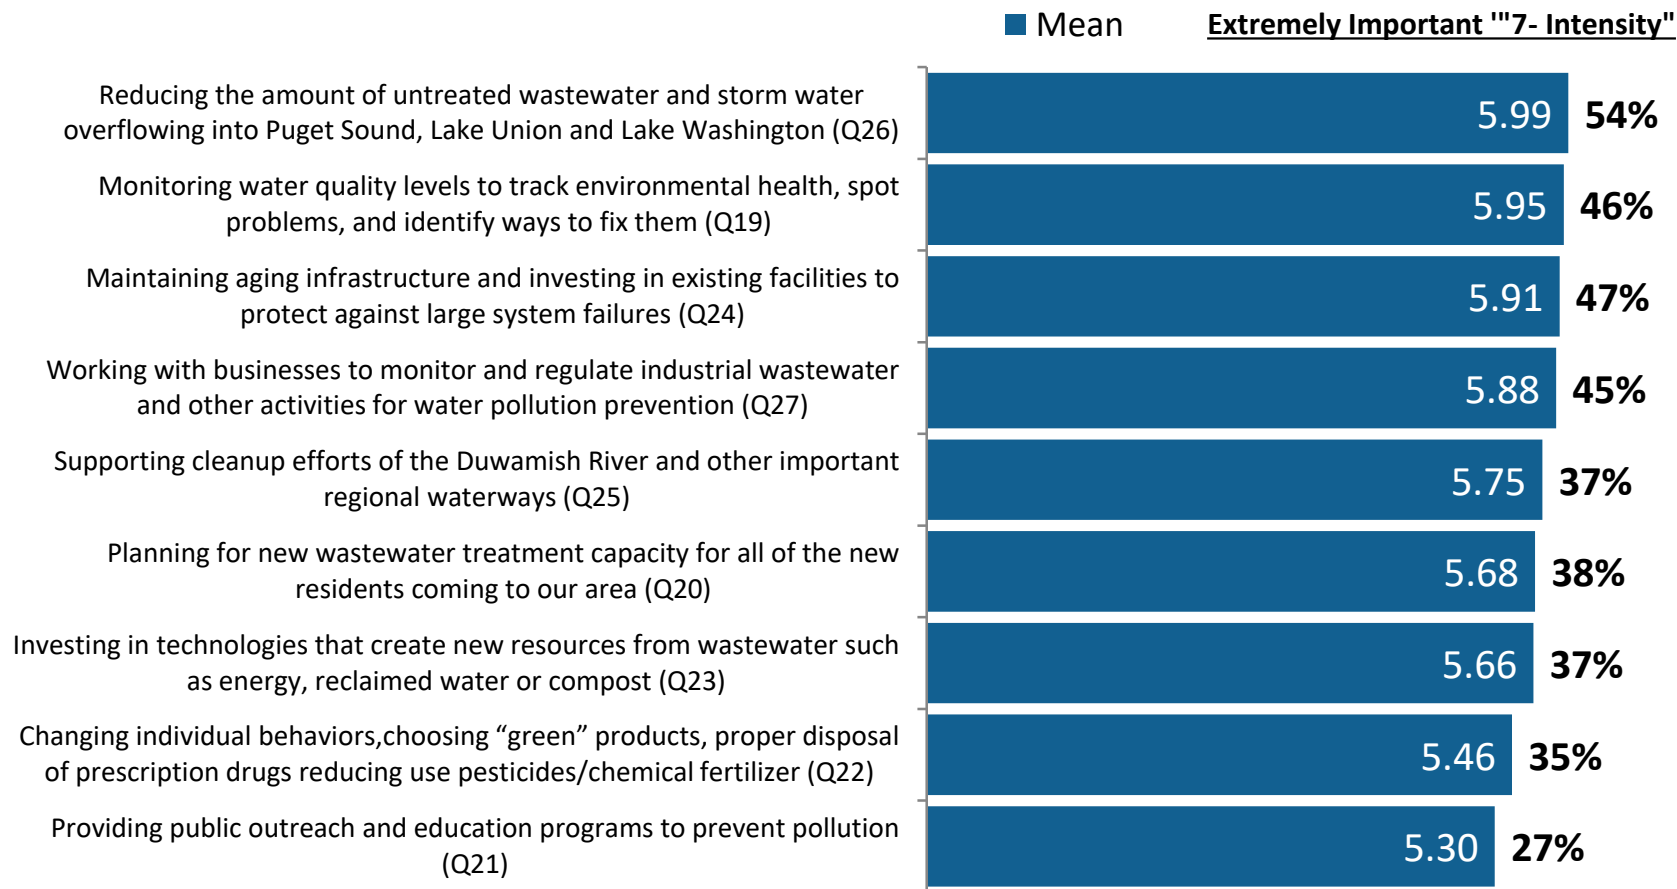 Mean Extremely Important '"7- Intensity"
Reducing the amount of untreated wastewater and storm water
overflowing into Puget Sound, Lake Union and Lake Washington (Q26)
5.99 54%
Monitoring water quality levels to track environmental health, spot
problems, and identify ways to fix them (Q19)
5.95 46%
Maintaining aging infrastructure and investing in existing facilities to
protect against large system failures (Q24)
5.91 47%
Working with businesses to monitor and regulate industrial wastewater
and other activities for water pollution prevention (Q27)
5.88 45%
Supporting cleanup efforts of the Duwamish River and other important
regional waterways (Q25)
5.75 37%
Planning for new wastewater treatment capacity for all of the new
residents coming to our area (Q20)
5.68 38%
Investing in technologies that create new resources from wastewater such
as energy, reclaimed water or compost (Q23)
5.66 37%
Changing individual behaviors,choosing “green” products, proper disposal
of prescription drugs reducing use pesticides/chemical fertilizer (Q22)
5.46 35%
Providing public outreach and education programs to prevent pollution
(Q21)
5.30 27%